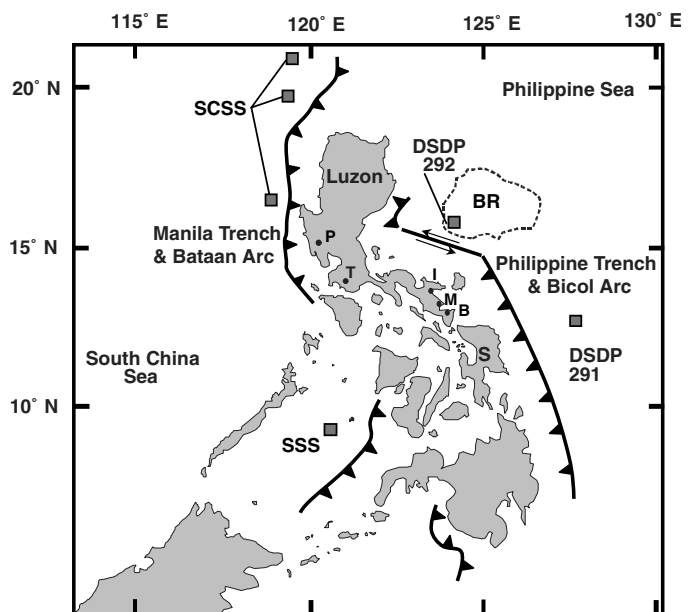 115° E 120° E 125° E 130° E
20° N
15° N
10° N
SCSS
Philippine Sea
DSDP
292
BR
Luzon
P
Manila Trench
& Bataan Arc
T
I
M
B
Philippine Trench
& Bicol Arc
S
DSDP
291
South China
Sea
SSS